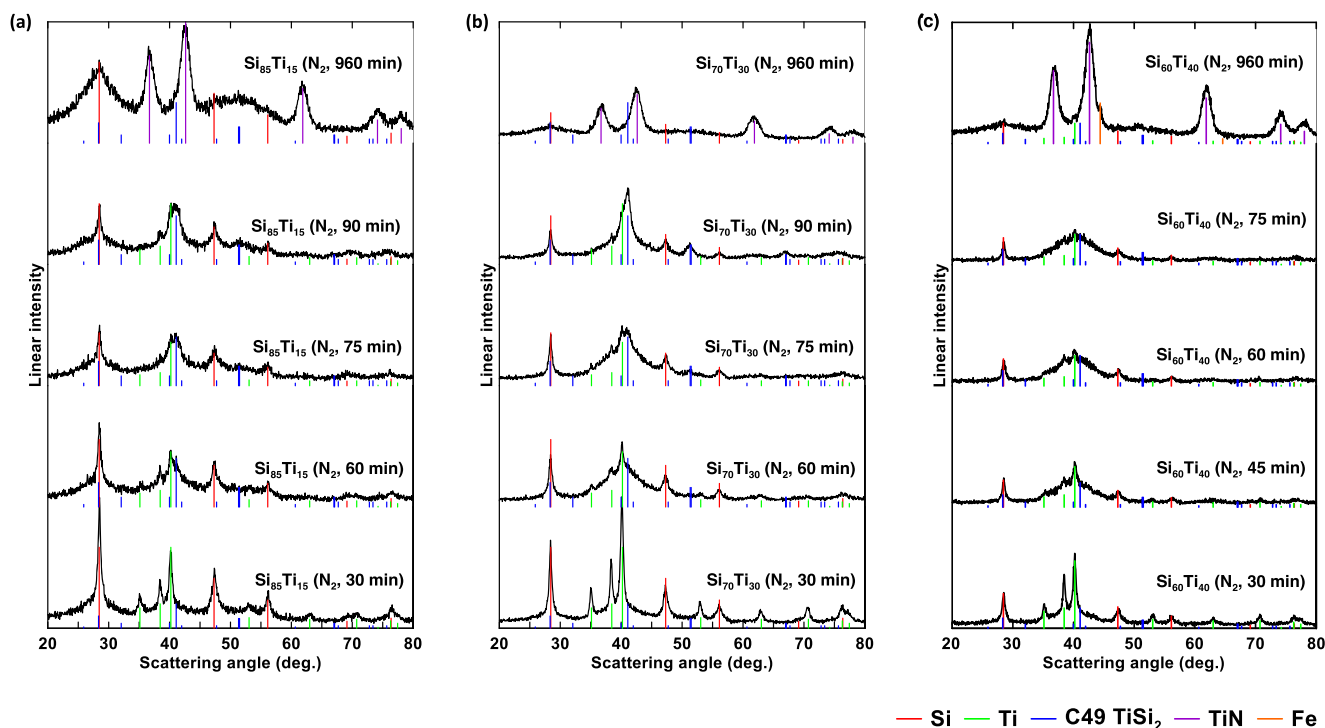 (a)
Linear intensity
Si₈₅Ti₁₅ (N₂, 960 min)
Si₈₅Ti₁₅ (N₂, 90 min)
Si₈₅Ti₁₅ (N₂, 75 min)
Si₈₅Ti₁₅ (N₂, 60 min)
Si₈₅Ti₁₅ (N₂, 30 min)
20 30 40 50 60 70 80
Scattering angle (deg.)
(b)
Linear intensity
Si₇₀Ti₃₀ (N₂, 960 min)
Si₇₀Ti₃₀ (N₂, 90 min)
Si₇₀Ti₃₀ (N₂, 75 min)
Si₇₀Ti₃₀ (N₂, 60 min)
Si₇₀Ti₃₀ (N₂, 30 min)
20 30 40 50 60 70 80
Scattering angle (deg.)
(c)
Linear intensity
Si₆₀Ti₄₀ (N₂, 960 min)
Si₆₀Ti₄₀ (N₂, 75 min)
Si₆₀Ti₄₀ (N₂, 60 min)
Si₆₀Ti₄₀ (N₂, 45 min)
Si₆₀Ti₄₀ (N₂, 30 min)
20 30 40 50 60 70 80
Scattering angle (deg.)
Si Ti C49 TiSi₂ TiN Fe